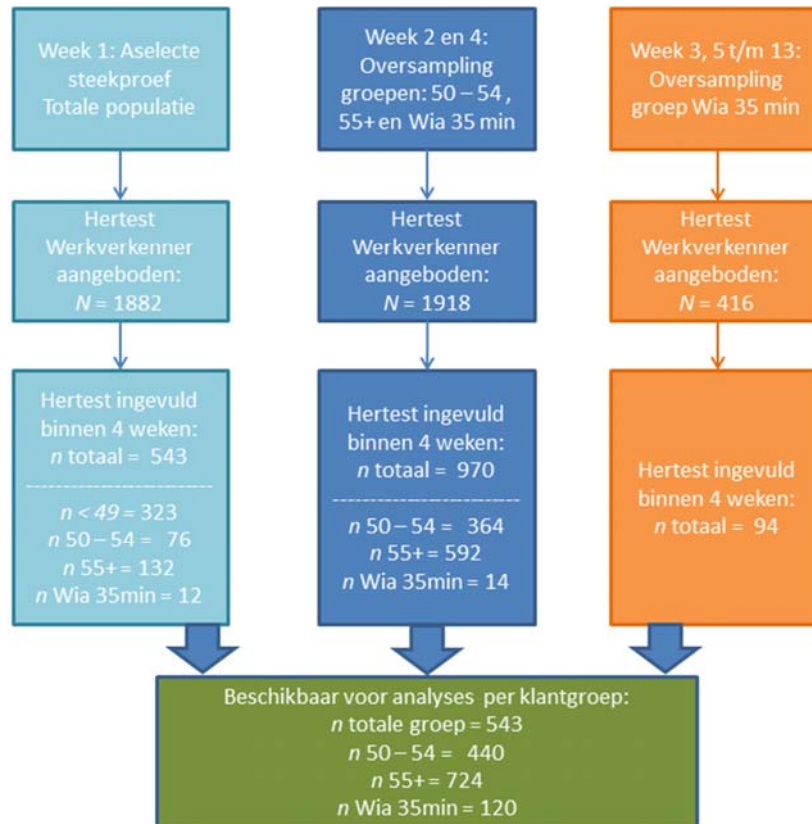 Week 1: Aselecte
steekproef
Totale populatie
Hertest
Werkverkenner
aangeboden:
N = 1882
Hertest ingevuld
binnen 4 weken:
n totaal = 543
n < 49 = 323
n 50 – 54 = 76
n 55+ = 132
n Wia 35min = 12
Week 2 en 4:
Oversampling
groepen: 50 – 54 ,
55+ en Wia 35 min
Hertest
Werkverkenner
aangeboden:
N = 1918
Hertest ingevuld
binnen 4 weken:
n totaal = 970
n 50 – 54 = 364
n 55+ = 592
n Wia 35min = 14
Week 3, 5 t/m 13:
Oversampling
groep Wia 35 min
Hertest
Werkverkenner
aangeboden:
N = 416
Hertest ingevuld
binnen 4 weken:
n totaal = 94
Beschikbaar voor analyses per klantgroep:
n totale groep = 543
n 50 – 54 = 440
n 55+ = 724
n Wia 35min = 120